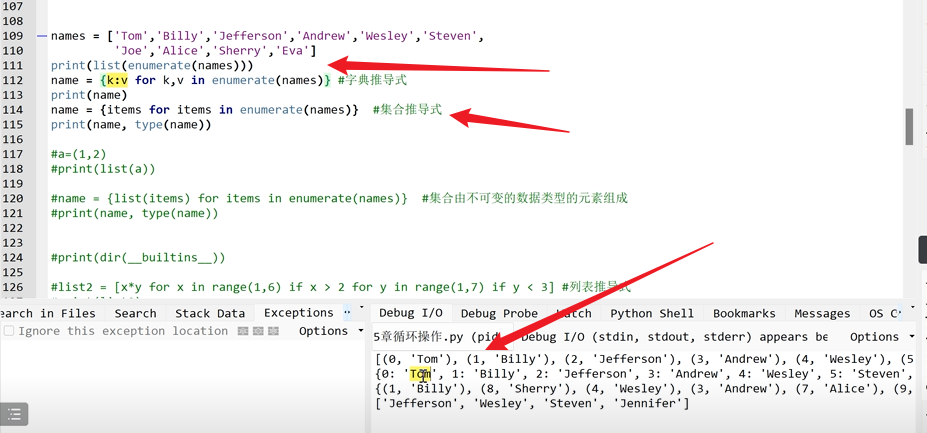 107
108
109 names = ['Tom','Billy','Jefferson','Andrew','Wesley','Steven',
110 'Joe','Alice','Sherry','Eva']
111 print(list(enumerate(names)))
112 name = {k:v for k,v in enumerate(names)} #字典推导式
113 print(name)
114 name = {items for items in enumerate(names)} #集合推导式
115 print(name, type(name))
116
117 #a=(1,2)
118 #print(list(a))
119
120 #name = {list(items) for items in enumerate(names)} #集合由不可变的数据类型的元素组成
121 #print(name, type(name))
122
123
124 #print(dir(__builtins__))
125
126 #list2 = [x*y for x in range(1,6) if x > 2 for y in range(1,7) if y < 3] #列表推导式
earch in Files Search Stack Data Exceptions
Ignore this exception location Options
Debug I/O Debug Probe Watch Python Shell Bookmarks Messages OS C
5章循环操作.py (pid Debug I/O (stdin, stdout, stderr) appears be Options
[(0, 'Tom'), (1, 'Billy'), (2, 'Jefferson'), (3, 'Andrew'), (4, 'Wesley'), (5
{0: 'Tom', 1: 'Billy', 2: 'Jefferson', 3: 'Andrew', 4: 'Wesley', 5: 'Steven',
{(1, 'Billy'), (8, 'Sherry'), (4, 'Wesley'), (3, 'Andrew'), (7, 'Alice'), (9,
['Jefferson', 'Wesley', 'Steven', 'Jennifer']